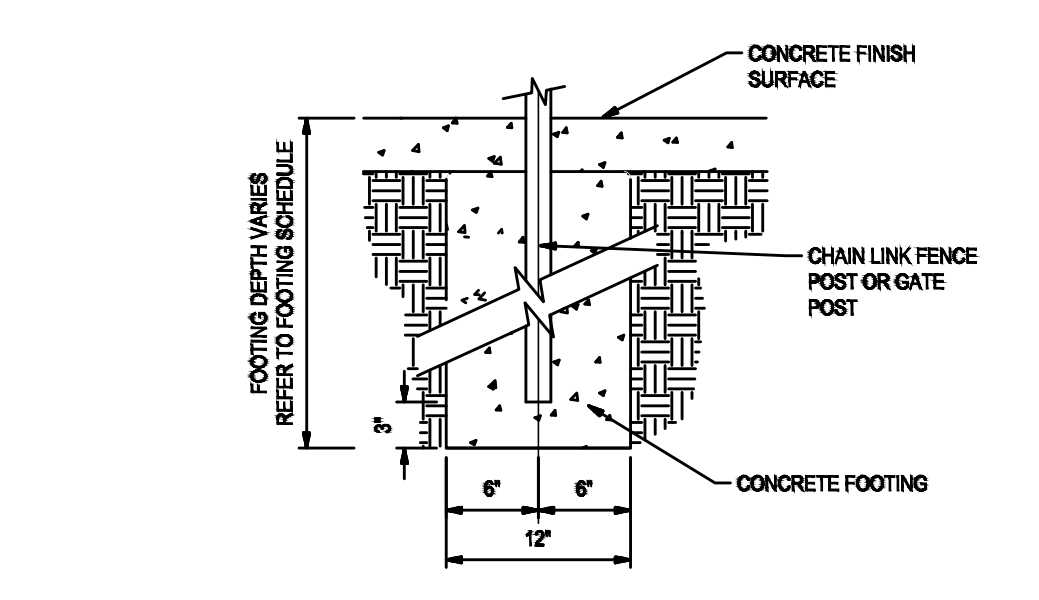 CONCRETE FINISH
SURFACE
FOOTING DEPTH VARIES
REFER TO FOOTING SCHEDULE
CHAIN LINK FENCE
POST OR GATE
POST
3"
6"
6"
CONCRETE FOOTING
12"